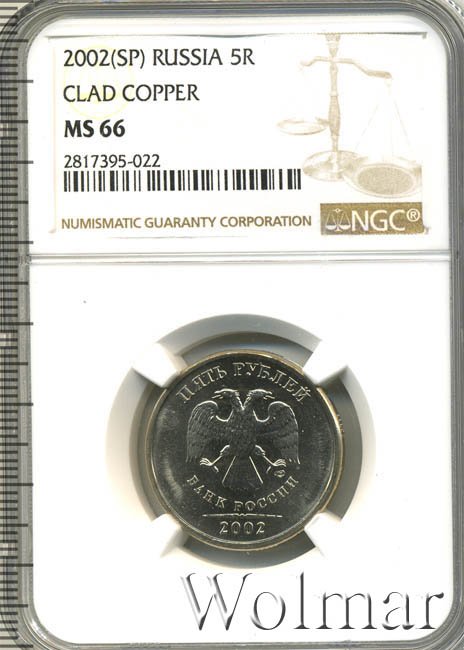 2002(SP) RUSSIA 5R
CLAD COPPER
MS 66
2817395-022
NUMISMATIC GUARANTY CORPORATION
NGC®
ПЯТЬ РУБЛЕЙ
БАНК РОССИИ
2002
Wolmar